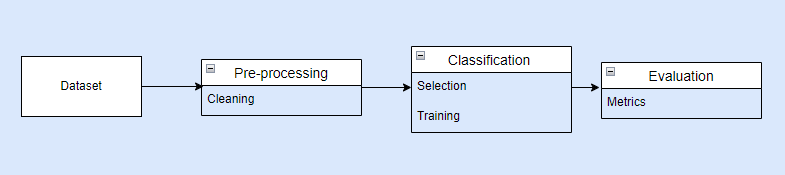 Dataset
Pre-processing
Cleaning
Classification
Selection
Training
Evaluation
Metrics